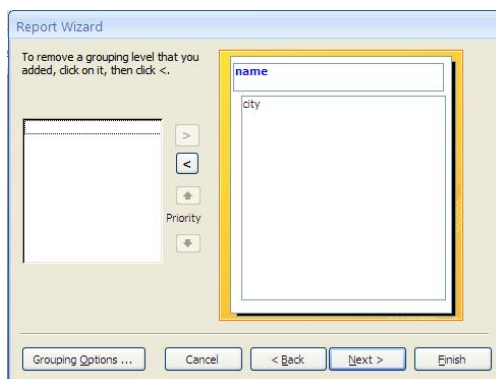 Report Wizard
To remove a grouping level that you
added, click on it, then click <.
name
city
>
<
Priority
Grouping Options ...
Cancel
< Back
Next >
Finish